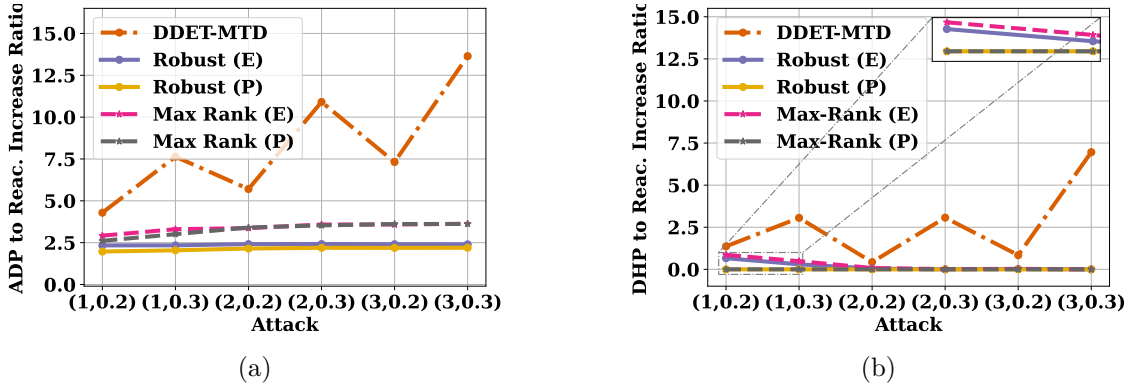 ADP to Reac. Increase Ratio
15.0
12.5
10.0
7.5
5.0
2.5
0.0
DDET-MTD
Robust (E)
Robust (P)
Max Rank (E)
Max Rank (P)
(1,0.2) (1,0.3) (2,0.2) (2,0.3) (3,0.2) (3,0.3)
Attack
(a)
DHP to Reac. Increase Ratio
15.0
12.5
10.0
7.5
5.0
2.5
0.0
DDET-MTD
Robust (E)
Robust (P)
Max-Rank (E)
Max-Rank (P)
(1,0.2) (1,0.3) (2,0.2) (2,0.3) (3,0.2) (3,0.3)
Attack
(b)